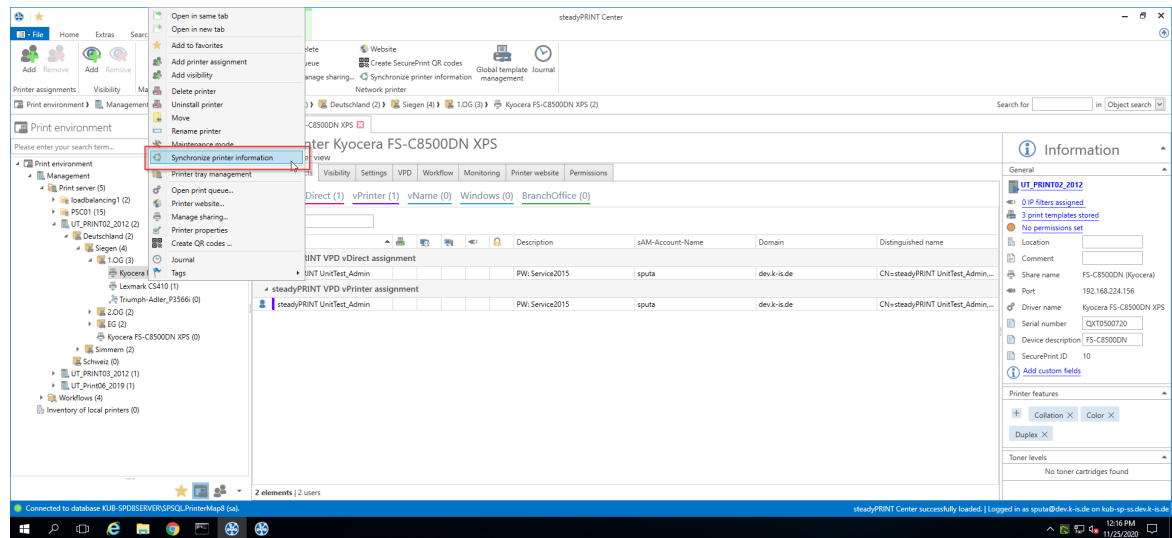 steadyPRINT Center
File Home Extras Searc
Add Remove Add Remove
Printer assignments Visibility Ma
Open in same tab
Open in new tab
Add to favorites
Add printer assignment
Add visibility
Delete printer
Uninstall printer
Move
Rename printer
Maintenance mode
Synchronize printer information
Printer tray management
Open print queue...
Printer website...
Manage sharing...
Printer properties
Create QR codes ...
Journal
Tags
elete Website
ueue Create SecurePrint QR codes
anage sharing... Synchronize printer information
Global template management Journal
Network printer
Print environment Management
) Deutschland (2) Siegen (4) 1.OG (3) Kyocera FS-C8500DN XPS (2)
Search for in Object search
Print environment
Please enter your search term...
Print environment
Management
Print server (5)
loadbalancing1 (2)
PSC01 (15)
UT_PRINT02_2012 (2)
Deutschland (2)
Siegen (4)
1.OG (3)
Kyocera
Lexmark CS410 (1)
Triumph-Adler_P3566i (0)
2.OG (2)
EG (2)
Kyocera FS-C8500DN XPS (0)
Simmern (2)
Schweiz (0)
UT_PRINT03_2012 (1)
UT_Print06_2019 (1)
Workflows (4)
Inventory of local printers (0)
-C8500DN XPS
nter Kyocera FS-C8500DN XPS
view
ts Visibility Settings VPD Workflow Monitoring Printer website Permissions
Direct (1) vPrinter (1) vName (0) Windows (0) BranchOffice (0)
Description sAM-Account-Name Domain Distinguished name
INT VPD vDirect assignment
INT UnitTest_Admin PW: Service2015 sputa dev.k-is.de CN=steadyPRINT UnitTest_Admin,...
steadyPRINT VPD vPrinter assignment
steadyPRINT UnitTest_Admin PW: Service2015 sputa dev.k-is.de CN=steadyPRINT UnitTest_Admin,...
2 elements | 2 users
Information
General
UT_PRINT02_2012
0 IP filters assigned
3 print templates stored
No permissions set
Location
Comment
Share name FS-C8500DN (Kyocera)
Port 192.168.224.156
Driver name Kyocera FS-C8500DN XPS
Serial number QXT0500720
Device description FS-C8500DN
SecurePrint ID 10
Add custom fields
Printer features
+ Collation X Color X
Duplex X
Toner levels
No toner cartridges found
Connected to database KUB-SPDBSERVER\SPSQL.PrinterMap8 (sa).
steadyPRINT Center successfully loaded. | Logged in as sputa@dev.k-is.de on kub-sp-ss.dev.k-is.de
12:16 PM
11/25/2020